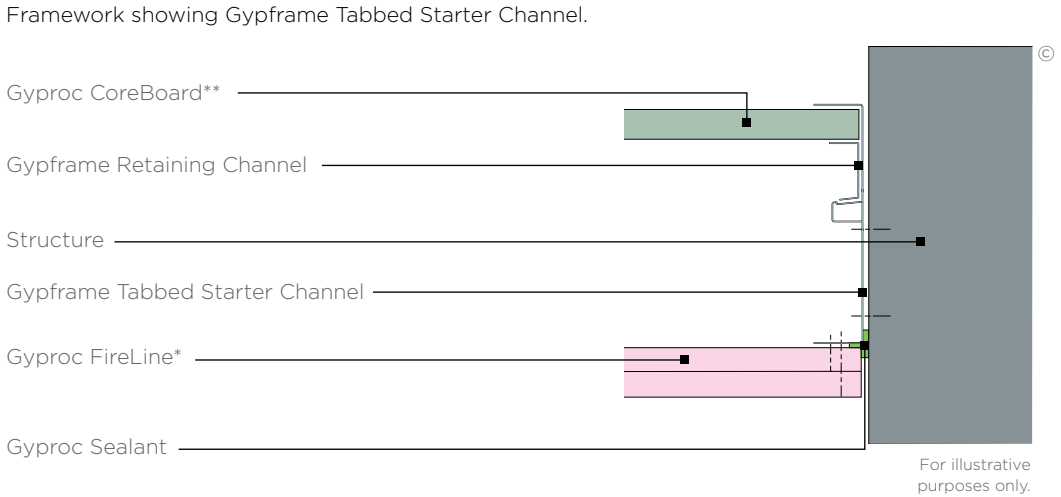 Framework showing Gypframe Tabbed Starter Channel.
©
Gyproc CoreBoard**
Gypframe Retaining Channel
Structure
Gypframe Tabbed Starter Channel
Gyproc FireLine*
Gyproc Sealant
For illustrative
purposes only.